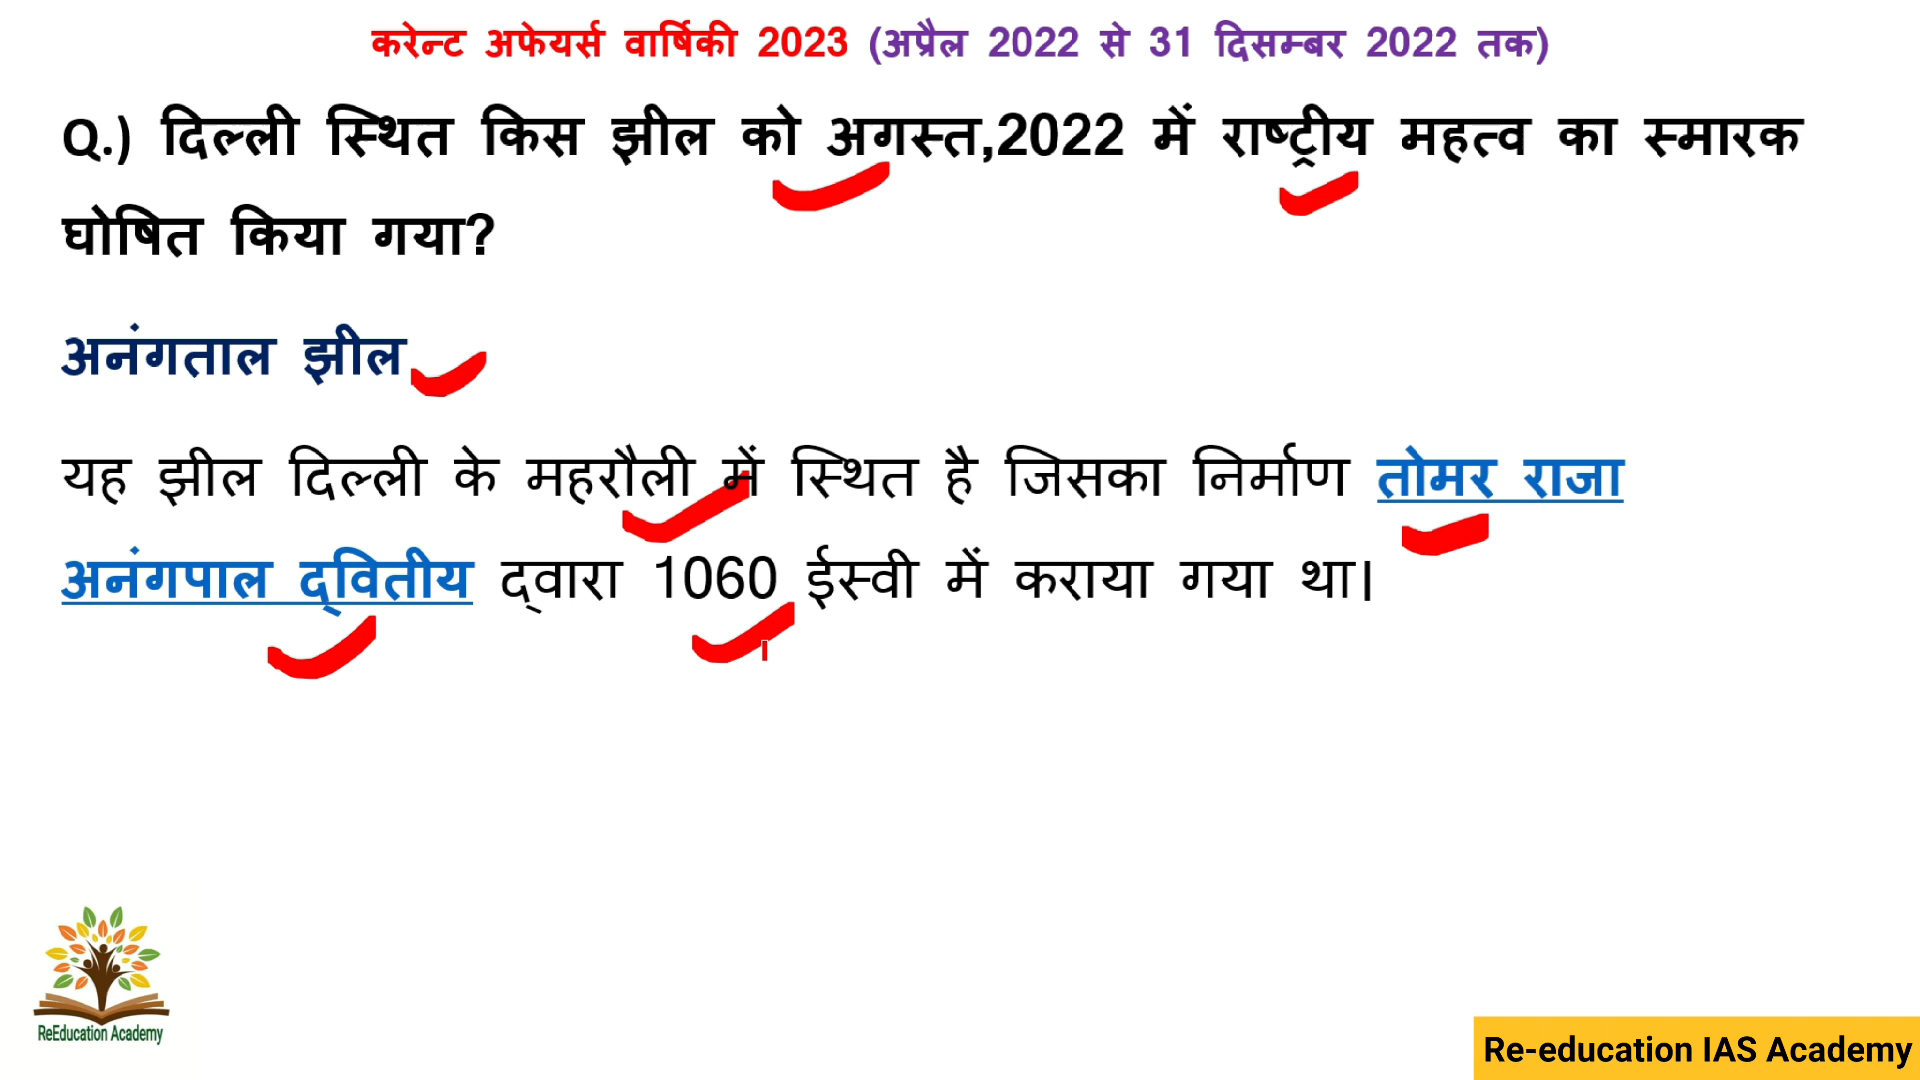 करेन्ट अफेयर्स वार्षिकी 2023 (अप्रैल 2022 से 31 दिसम्बर 2022 तक)
Q.) दिल्ली स्थित किस झील को अगस्त,2022 में राष्ट्रीय महत्व का स्मारक
घोषित किया गया?
अनंगताल झील
यह झील दिल्ली के महरौली में स्थित है जिसका निर्माण तोमर राजा
अनंगपाल द्वितीय द्वारा 1060 ईस्वी में कराया गया था।
ReEducation Academy
Re-education IAS Academy